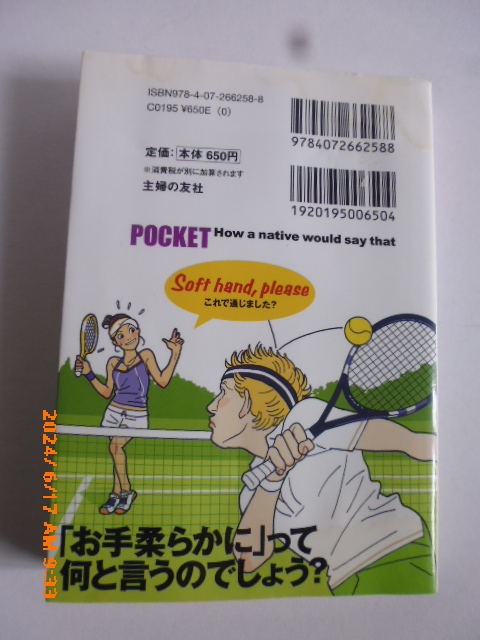 ISBN978-4-07-266258-8
C0195 ¥650E (0)
9784072662588
定価: 本体 650円
※消費税が別に加算されます
主婦の友社
1920195006504
POCKET How a native would say that
Soft hand, please
これで通じました?
「お手柔らかに」って
何と言うのでしょう?
2024/6/17 AM 9:33